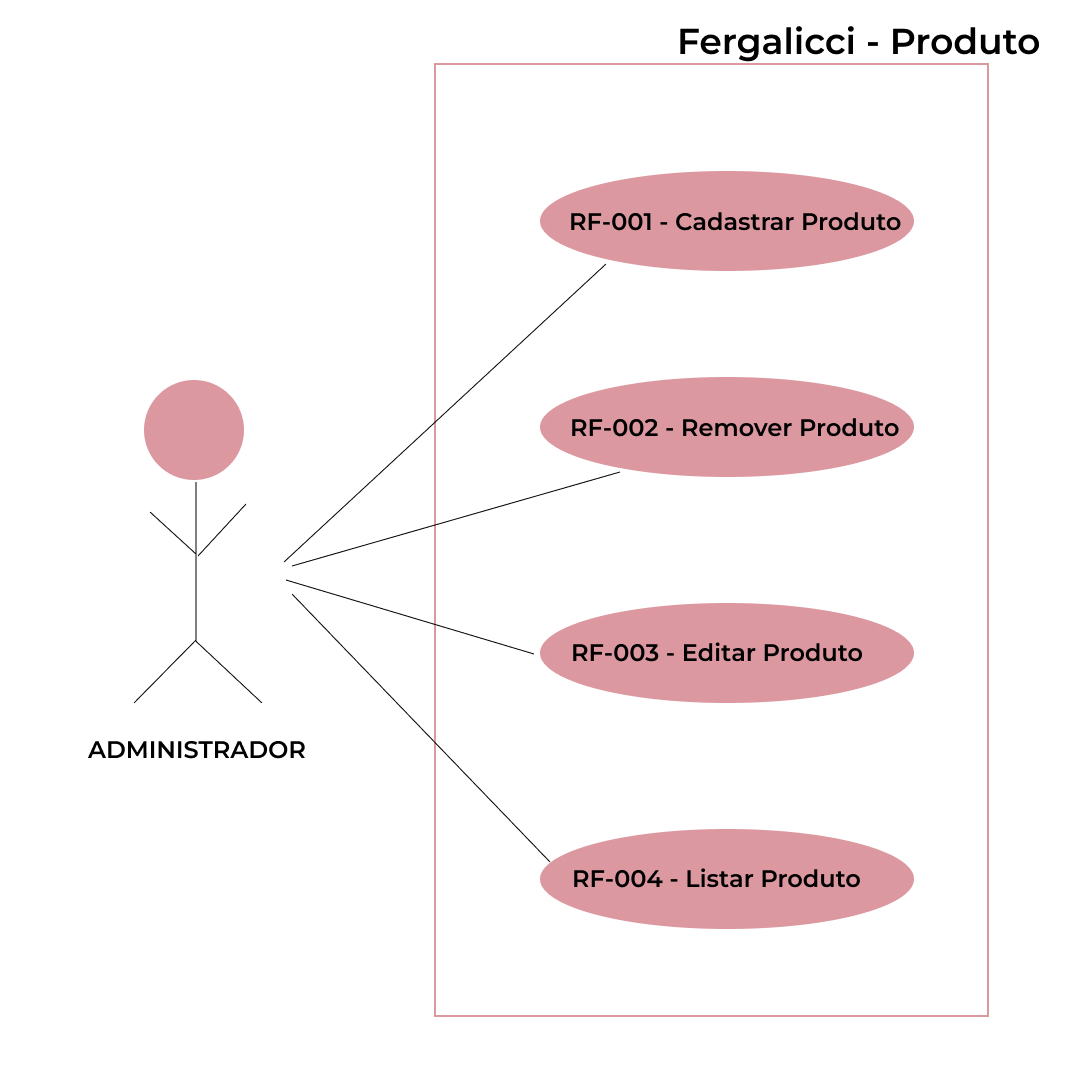 Fergalicci - Produto
RF-001 - Cadastrar Produto
RF-002 - Remover Produto
RF-003 - Editar Produto
ADMINISTRADOR
RF-004 - Listar Produto